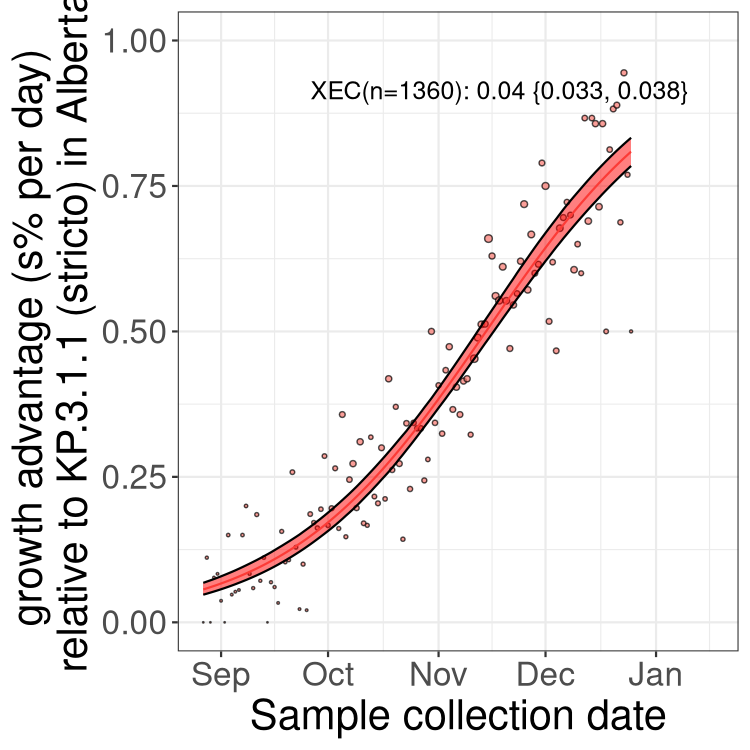 growth advantage (s% per day)
relative to KP.3.1.1 (stricto) in Alberta
1.00
0.75
0.50
0.25
0.00
XEC(n=1360): 0.04 {0.033, 0.038}
Sep Oct Nov Dec Jan
Sample collection date